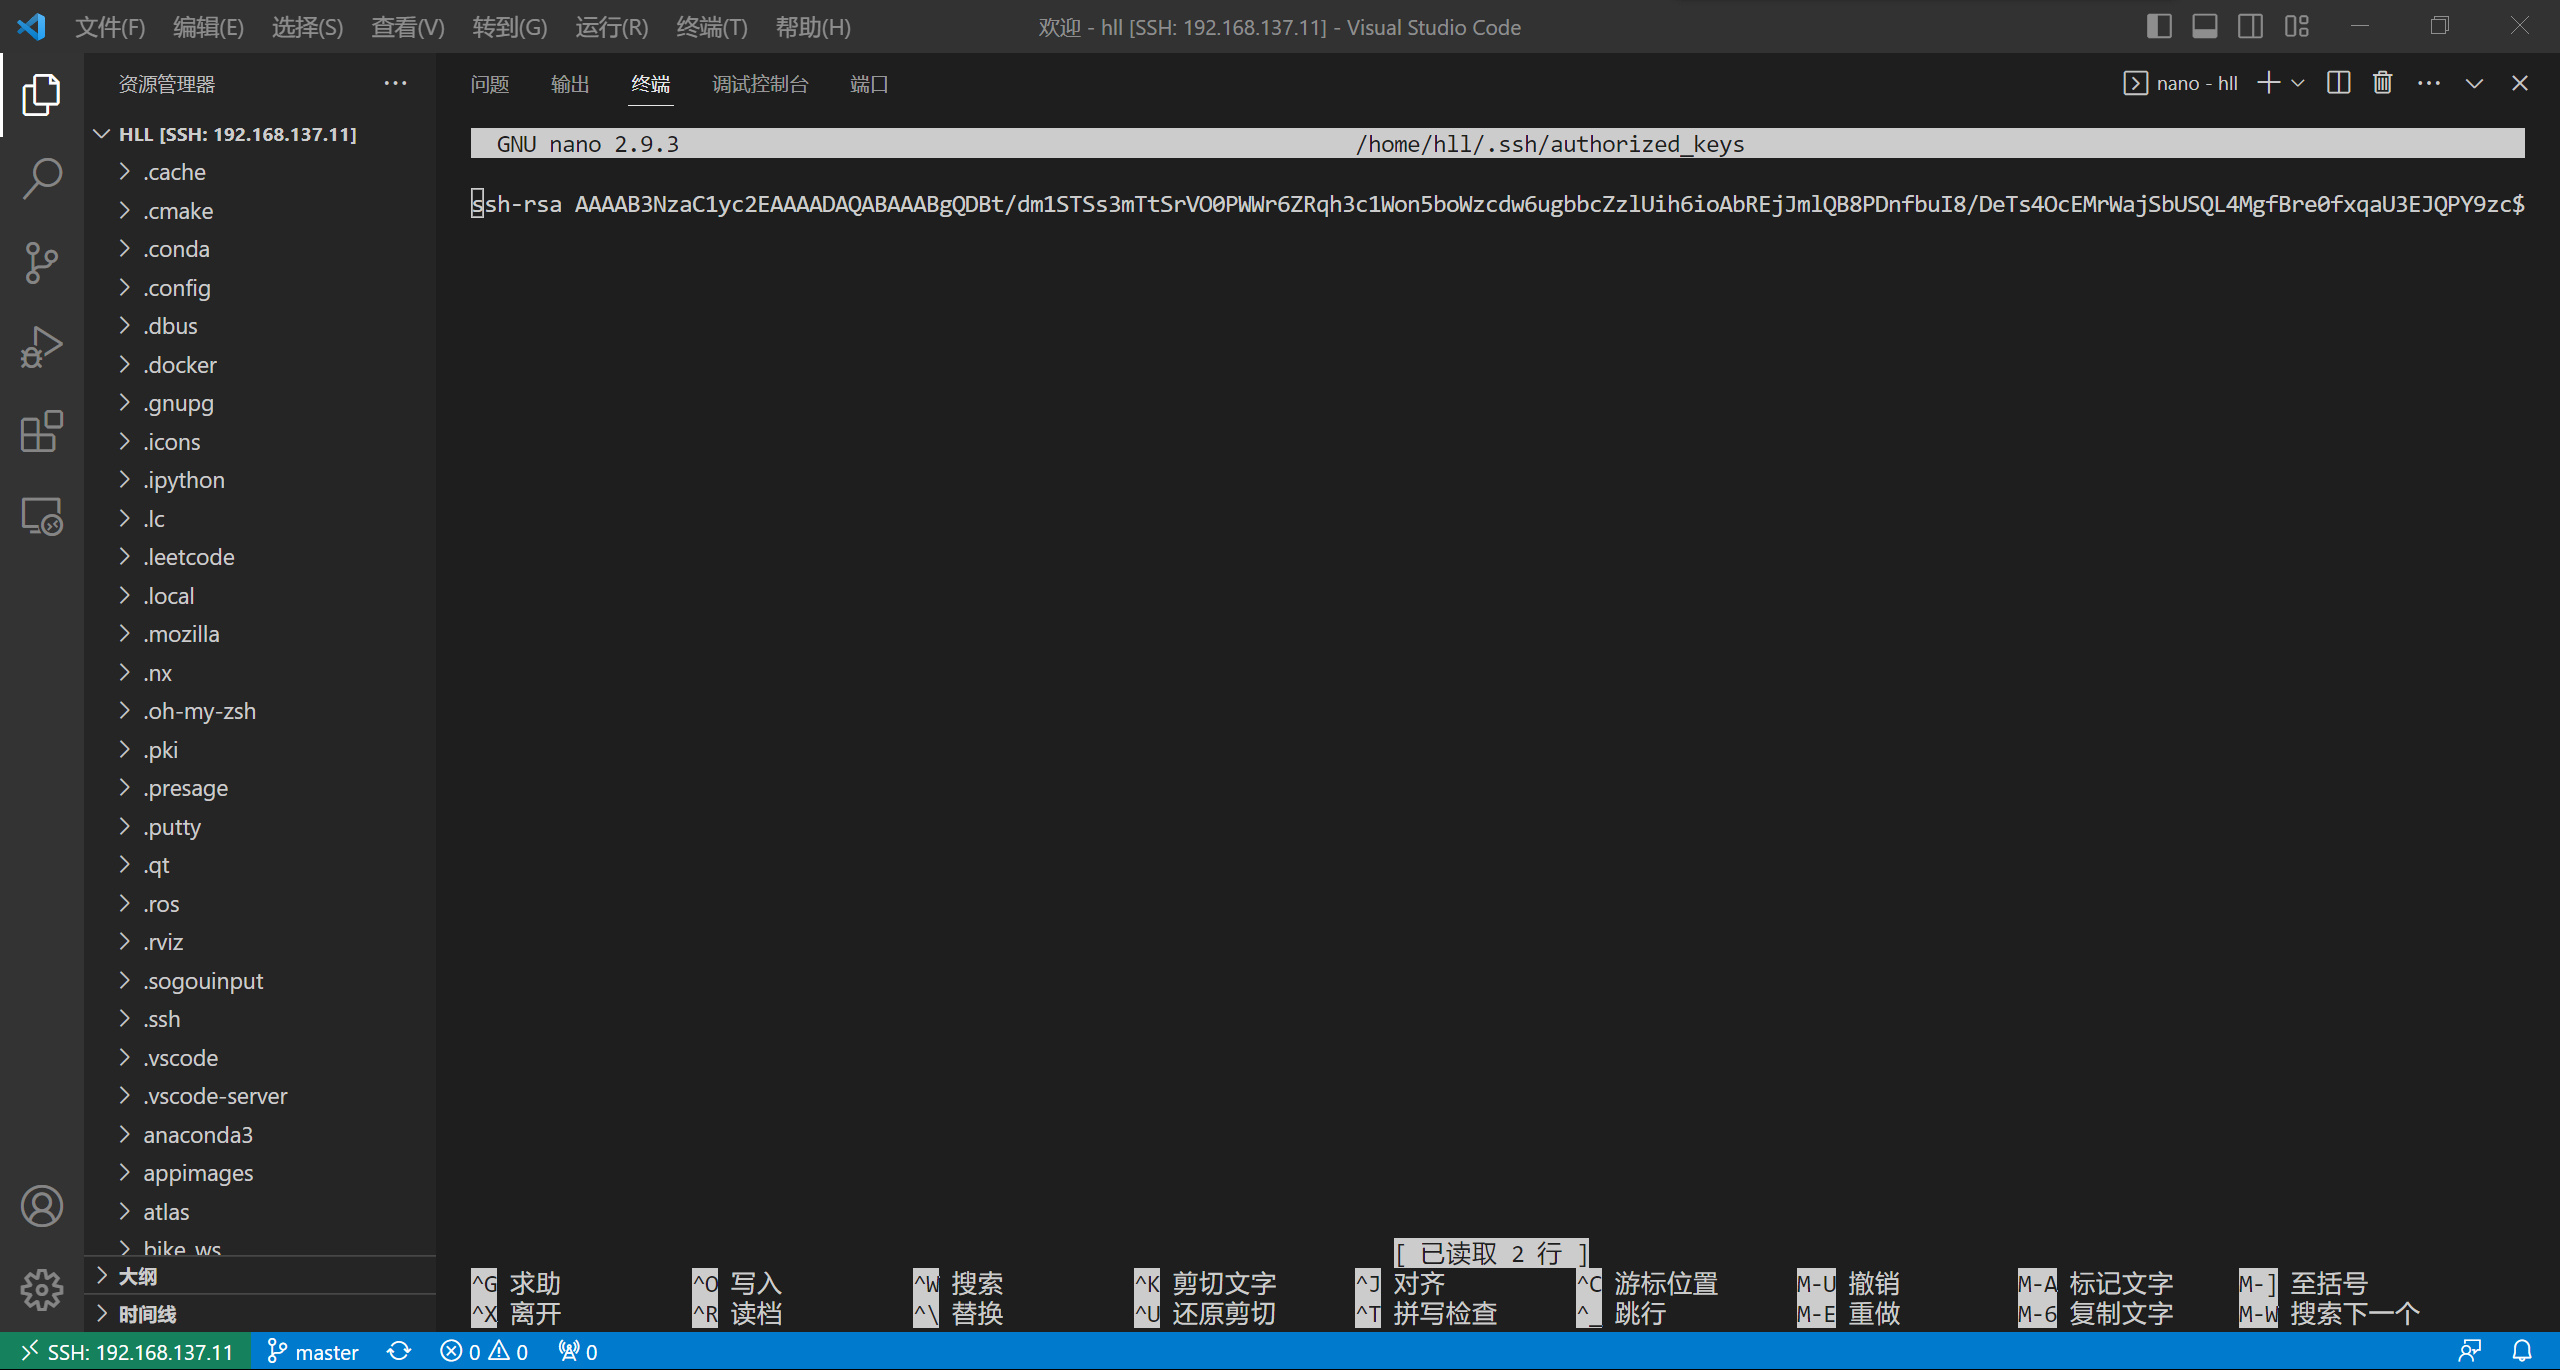 文件(F) 编辑(E) 选择(S) 查看(V) 转到(G) 运行(R) 终端(T) 帮助(H) 欢迎 - hll [SSH: 192.168.137.11] - Visual Studio Code
资源管理器
HLL [SSH: 192.168.137.11]
.cache
.cmake
.conda
.config
.dbus
.docker
.gnupg
.icons
.ipython
.lc
.leetcode
.local
.mozilla
.nx
.oh-my-zsh
.pki
.presage
.putty
.qt
.ros
.rviz
.sogouinput
.ssh
.vscode
.vscode-server
anaconda3
appimages
atlas
bike_ws
大纲
时间线
问题 输出 终端 调试控制台 端口 nano - hll
GNU nano 2.9.3 /home/hll/.ssh/authorized_keys
ssh-rsa AAAAB3NzaC1yc2EAAAADAQABAAABgQDBt/dm1STSs3mTtSrVO0PWWr6ZRqh3c1Won5boWzcdw6ugbbcZzlUih6ioAbREjJmlQB8PDnfbuI8/DeTs4OcEMrWajSbUSQL4MgfBre0fxqaU3EJQPY9zc$
[ 已读取 2 行 ]
^G 求助 ^O 写入 ^W 搜索 ^K 剪切文字 ^J 对齐 ^C 游标位置 M-U 撤销 M-A 标记文字 M-] 至括号
^X 离开 ^R 读档 ^\ 替换 ^U 还原剪切 ^T 拼写检查 ^_ 跳行 M-E 重做 M-6 复制文字 M-W 搜索下一个
SSH: 192.168.137.11 master 0 0 0